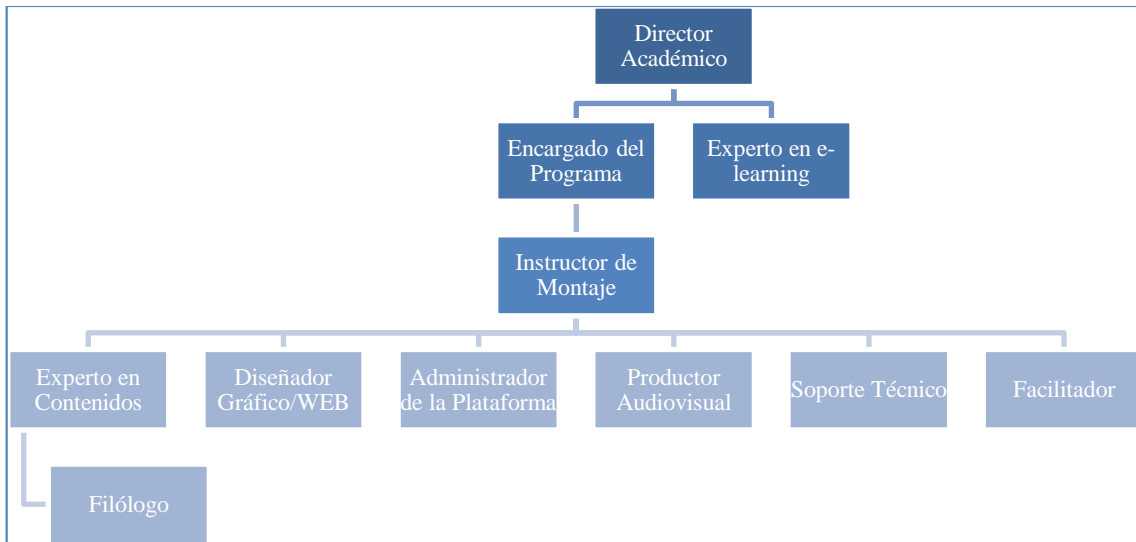 Director
Académico
Encargado del
Programa
Experto en e-
learning
Instructor de
Montaje
Experto en
Contenidos
Diseñador
Gráfico/WEB
Administrador
de la Plataforma
Productor
Audiovisual
Soporte Técnico
Facilitador
Filólogo